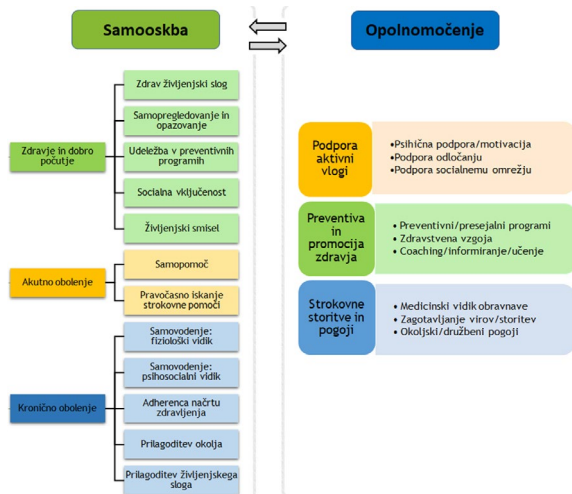 Samooskba
Opolnomočenje
Zdravje in dobro
počutje
Zdrav življenjski slog
Samopregledovanje in
opazovanje
Udeležba v preventivnih
programih
Socialna vključenost
Življenjski smisel
Akutno obolenje
Samopomoč
Pravočasno iskanje
strokovne pomoči
Kronično obolenje
Samovodenje:
fiziološki vidik
Samovodenje:
psihosocialni vidik
Adherenca načrtu
zdravljenja
Prilagoditev okolja
Prilagoditev življenjskega
sloga
Podpora
aktivni
vlogi
•Psihična podpora/motivacija
•Podpora odločanju
•Podpora socialnemu omrežju
Preventiva
in
promocija
zdravja
• Preventivni/presejalni programi
• Zdravstvena vzgoja
• Coaching/informiranje/učenje
Strokovne
storitve in
pogoji
• Medicinski vidik obravnave
• Zagotavljanje virov/storitev
• Okoljski/družbeni pogoji